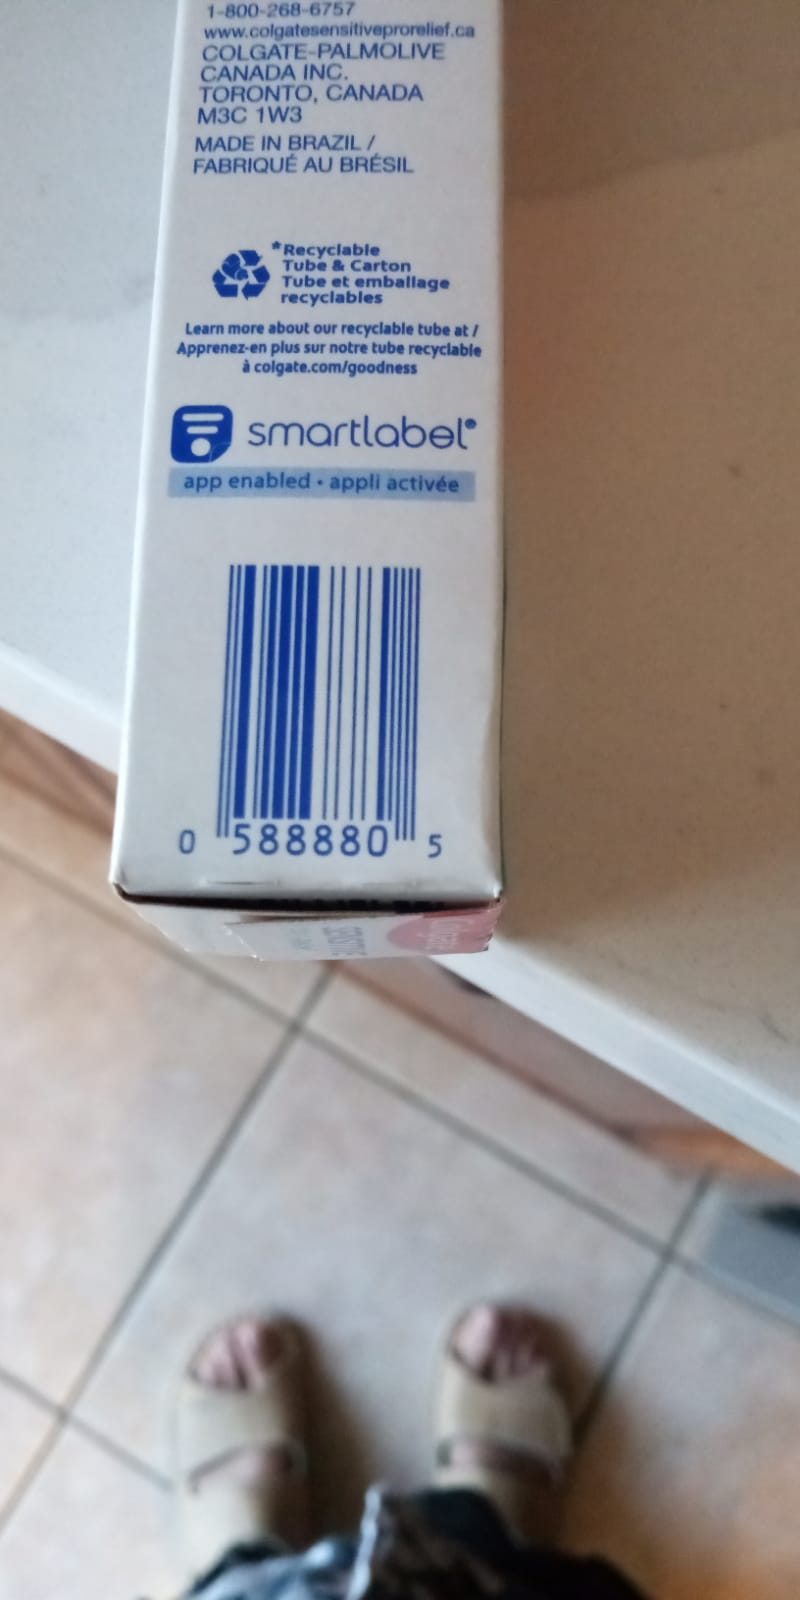 1-800-268-6757
www.colgatesensitiveprorelief.ca
COLGATE-PALMOLIVE
CANADA INC.
TORONTO, CANADA
M3C 1W3
MADE IN BRAZIL /
FABRIQUÉ AU BRÉSIL
*Recyclable
Tube & Carton
Tube et emballage
recyclables
Learn more about our recyclable tube at /
Apprenez-en plus sur notre tube recyclable
à colgate.com/goodness
smartlabel®
app enabled • appli activée
0 588880 5
Colgate